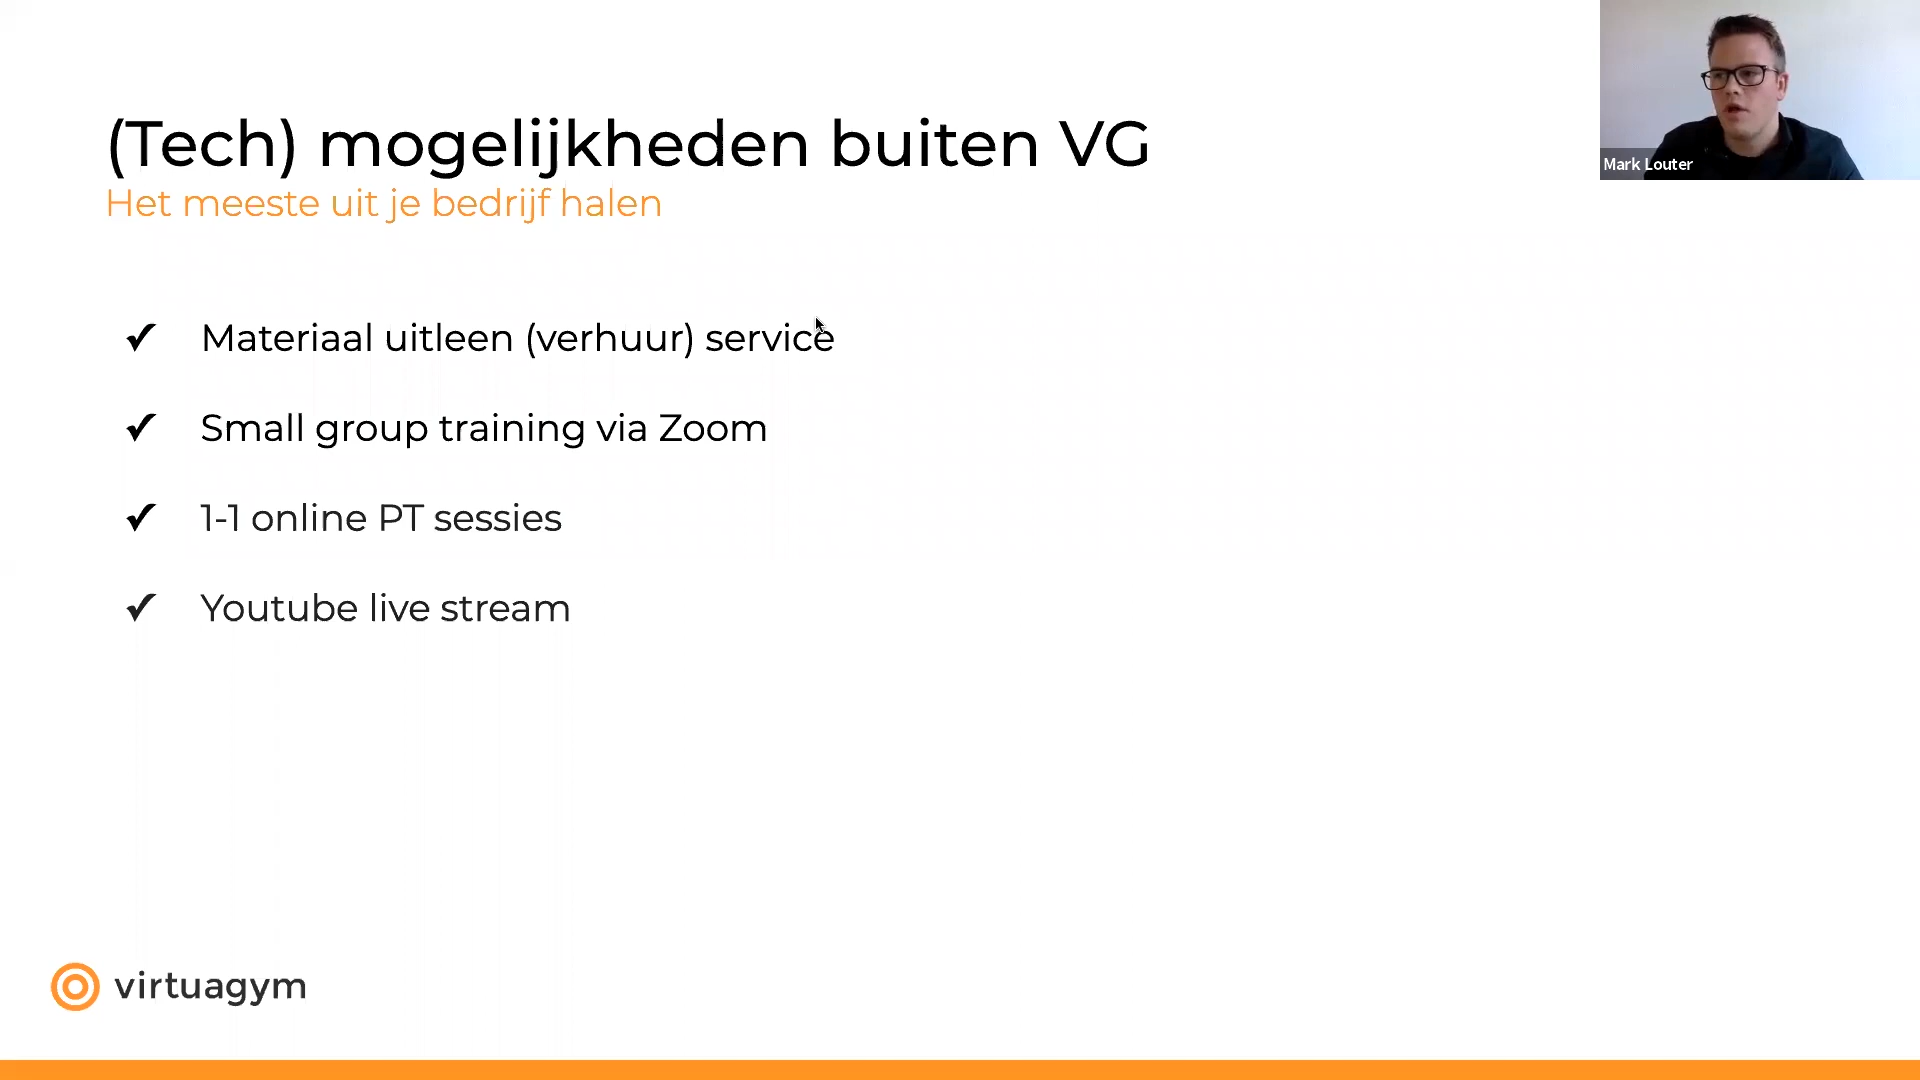 (Tech) mogelijkheden buiten VG
Het meeste uit je bedrijf halen
Mark Louter
✓ Materiaal uitleen (verhuur) service
✓ Small group training via Zoom
✓ 1-1 online PT sessies
✓ Youtube live stream
virtuagym